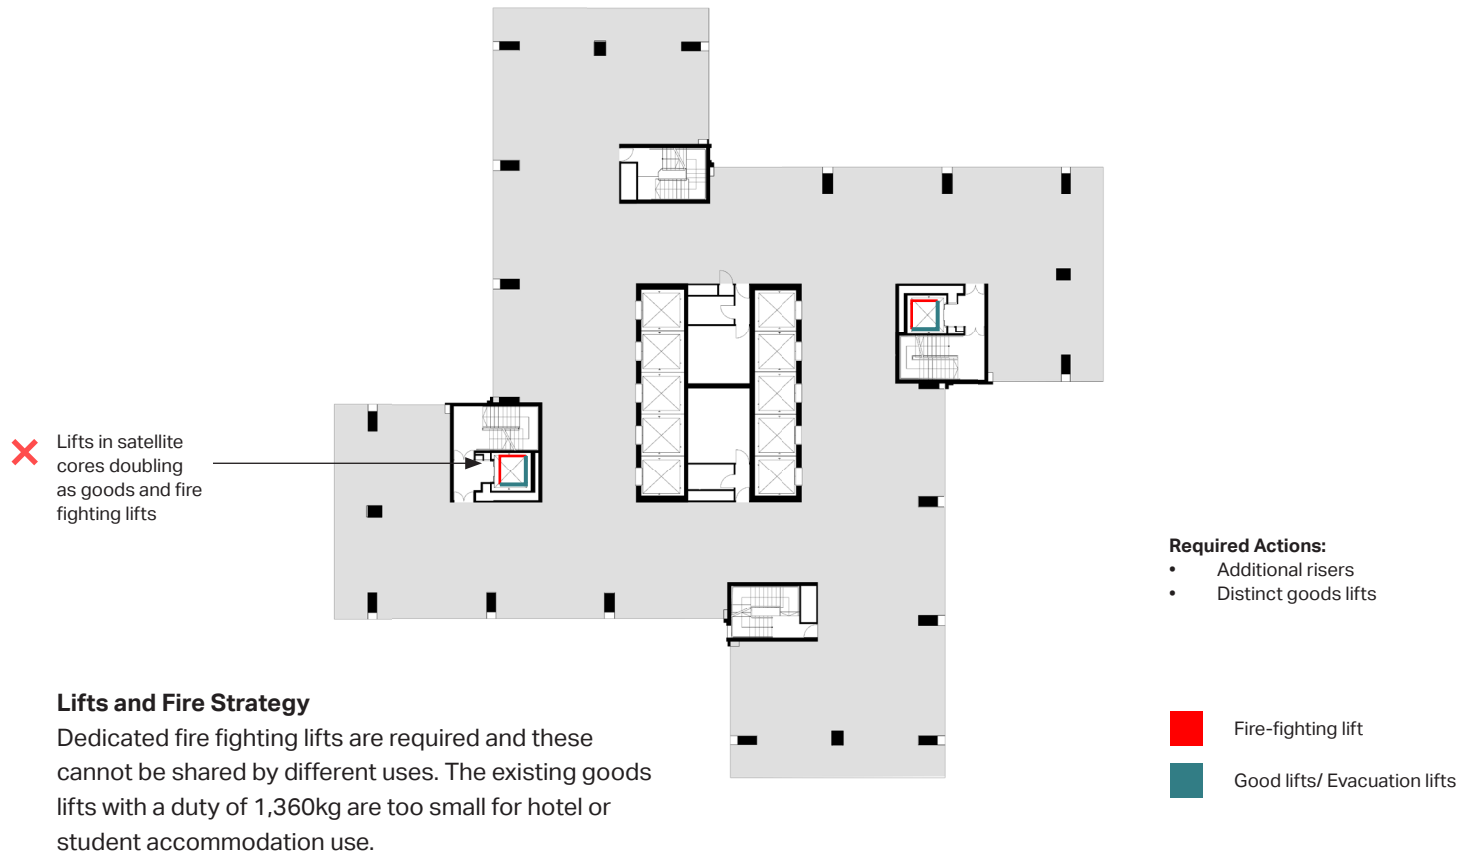 Lifts in satellite
cores doubling
as goods and fire
fighting lifts
Required Actions:
• Additional risers
• Distinct goods lifts
Lifts and Fire Strategy
Dedicated fire fighting lifts are required and these
cannot be shared by different uses. The existing goods
lifts with a duty of 1,360kg are too small for hotel or
student accommodation use.
Fire-fighting lift
Good lifts/ Evacuation lifts